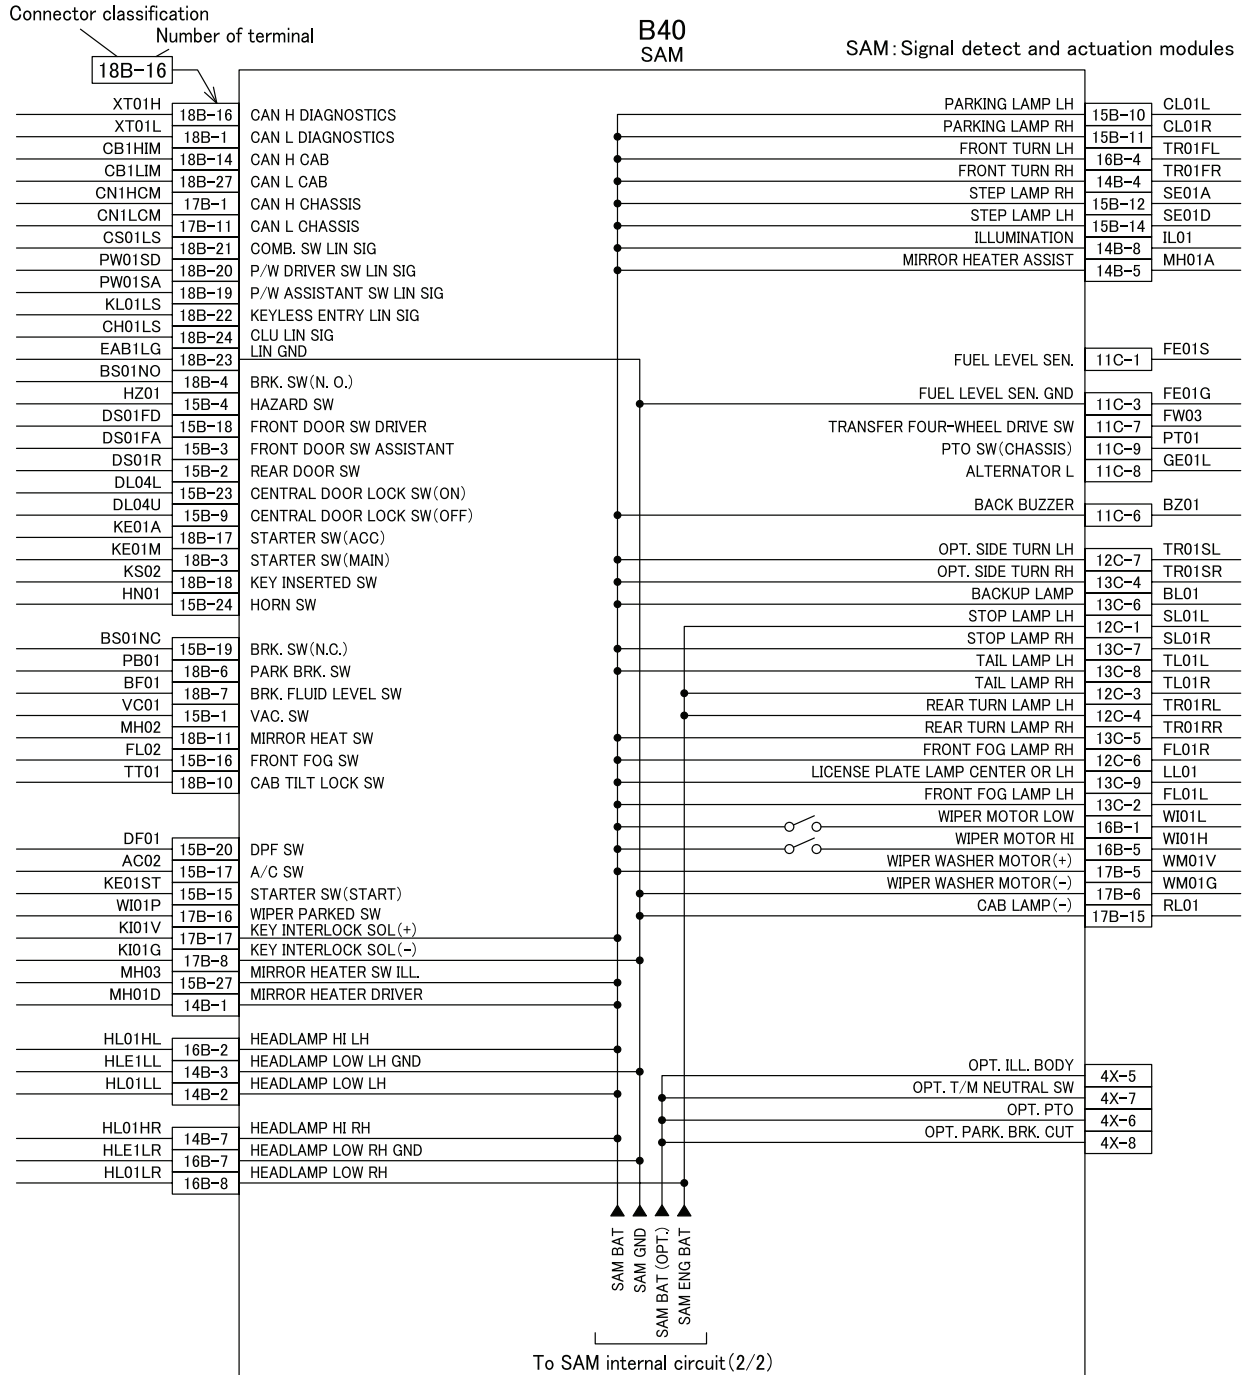 Connector classification
Number of terminal
18B-16
B40
SAM
SAM:Signal detect and actuation modules
XT01H 18B-16 CAN H DIAGNOSTICS
XT01L 18B-1 CAN L DIAGNOSTICS
CB1HIM 18B-14 CAN H CAB
CB1LIM 18B-27 CAN L CAB
CN1HCM 17B-1 CAN H CHASSIS
CN1LCM 17B-11 CAN L CHASSIS
CS01LS 18B-21 COMB. SW LIN SIG
PW01SD 18B-20 P/W DRIVER SW LIN SIG
PW01SA 18B-19 P/W ASSISTANT SW LIN SIG
KL01LS 18B-22 KEYLESS ENTRY LIN SIG
CH01LS 18B-24 CLU LIN SIG
EAB1LG 18B-23 LIN GND
BS01NO 18B-4 BRK. SW(N. O.)
HZ01 15B-4 HAZARD SW
DS01FD 15B-18 FRONT DOOR SW DRIVER
DS01FA 15B-3 FRONT DOOR SW ASSISTANT
DS01R 15B-2 REAR DOOR SW
DL04L 15B-23 CENTRAL DOOR LOCK SW(ON)
DL04U 15B-9 CENTRAL DOOR LOCK SW(OFF)
KE01A 18B-17 STARTER SW(ACC)
KE01M 18B-3 STARTER SW(MAIN)
KS02 18B-18 KEY INSERTED SW
HN01 15B-24 HORN SW
BS01NC 15B-19 BRK. SW(N.C.)
PB01 18B-6 PARK BRK. SW
BF01 18B-7 BRK. FLUID LEVEL SW
VC01 15B-1 VAC. SW
MH02 18B-11 MIRROR HEAT SW
FL02 15B-16 FRONT FOG SW
TT01 18B-10 CAB TILT LOCK SW
DF01 15B-20 DPF SW
AC02 15B-17 A/C SW
KE01ST 15B-15 STARTER SW(START)
WI01P 17B-16 WIPER PARKED SW
KI01V 17B-17 KEY INTERLOCK SOL(+)
KI01G 17B-8 KEY INTERLOCK SOL(-)
MH03 15B-27 MIRROR HEATER SW ILL.
MH01D 14B-1 MIRROR HEATER DRIVER
HL01HL 16B-2 HEADLAMP HI LH
HLE1LL 14B-3 HEADLAMP LOW LH GND
HL01LL 14B-2 HEADLAMP LOW LH
HL01HR 14B-7 HEADLAMP HI RH
HLE1LR 16B-7 HEADLAMP LOW RH GND
HL01LR 16B-8 HEADLAMP LOW RH
PARKING LAMP LH 15B-10 CL01L
PARKING LAMP RH 15B-11 CL01R
FRONT TURN LH 16B-4 TR01FL
FRONT TURN RH 14B-4 TR01FR
STEP LAMP RH 15B-12 SE01A
STEP LAMP LH 15B-14 SE01D
ILLUMINATION 14B-8 IL01
MIRROR HEATER ASSIST 14B-5 MH01A
FUEL LEVEL SEN. 11C-1 FE01S
FUEL LEVEL SEN. GND 11C-3 FE01G
TRANSFER FOUR-WHEEL DRIVE SW 11C-7 FW03
PTO SW(CHASSIS) 11C-9 PT01
ALTERNATOR L 11C-8 GE01L
BACK BUZZER 11C-6 BZ01
OPT. SIDE TURN LH 12C-7 TR01SL
OPT. SIDE TURN RH 13C-4 TR01SR
BACKUP LAMP 13C-6 BL01
STOP LAMP LH 12C-1 SL01L
STOP LAMP RH 13C-7 SL01R
TAIL LAMP LH 13C-8 TL01L
TAIL LAMP RH 12C-3 TL01R
REAR TURN LAMP LH 12C-4 TR01RL
REAR TURN LAMP RH 13C-5 TR01RR
FRONT FOG LAMP RH 12C-6 FL01R
LICENSE PLATE LAMP CENTER OR LH 13C-9 LL01
FRONT FOG LAMP LH 13C-2 FL01L
WIPER MOTOR LOW 16B-1 WI01L
WIPER MOTOR HI 16B-5 WI01H
WIPER WASHER MOTOR(+) 17B-5 WM01V
WIPER WASHER MOTOR(-) 17B-6 WM01G
CAB LAMP(-) 17B-15 RL01
OPT. ILL. BODY 4X-5
OPT. T/M NEUTRAL SW 4X-7
OPT. PTO 4X-6
OPT. PARK. BRK. CUT 4X-8
SAM BAT
SAM GND
SAM BAT (OPT.)
SAM ENG BAT
To SAM internal circuit(2/2)